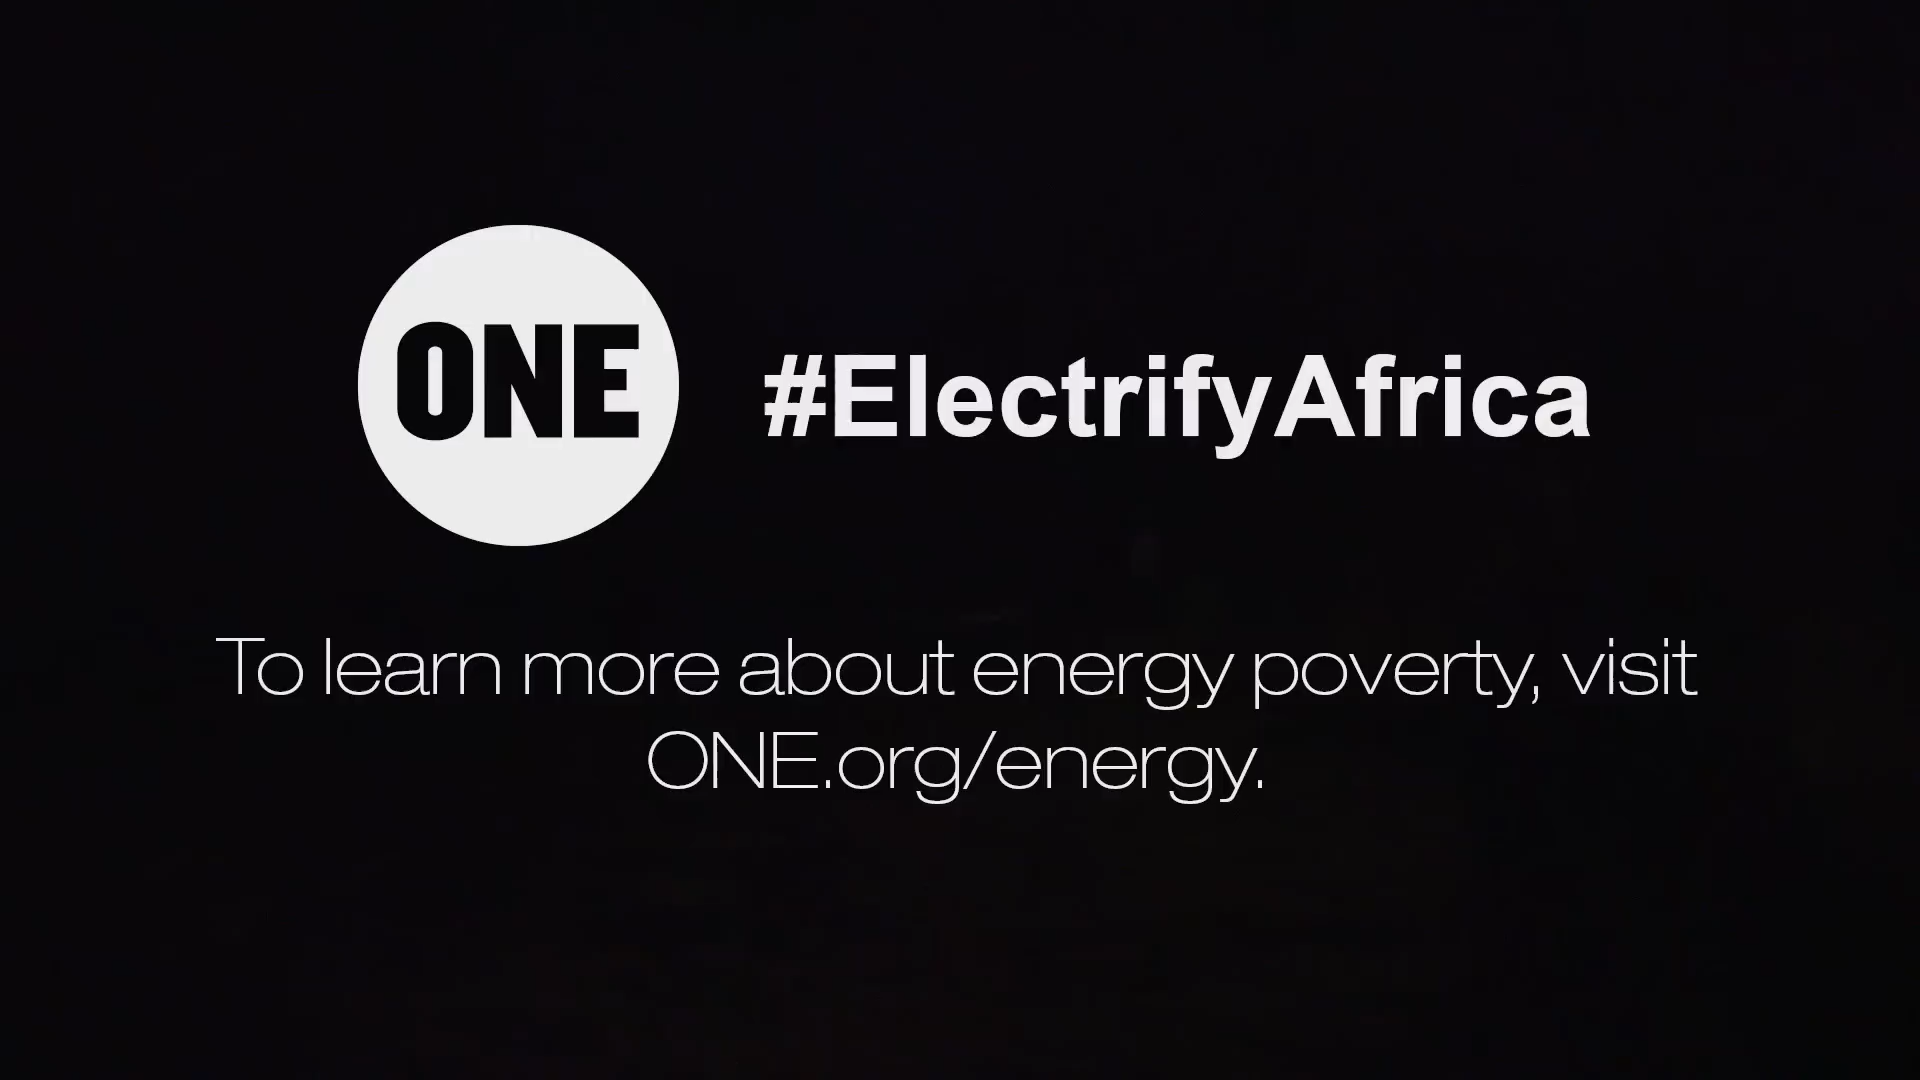 ONE
#ElectrifyAfrica
To learn more about energy poverty, visit
ONE.org/energy.